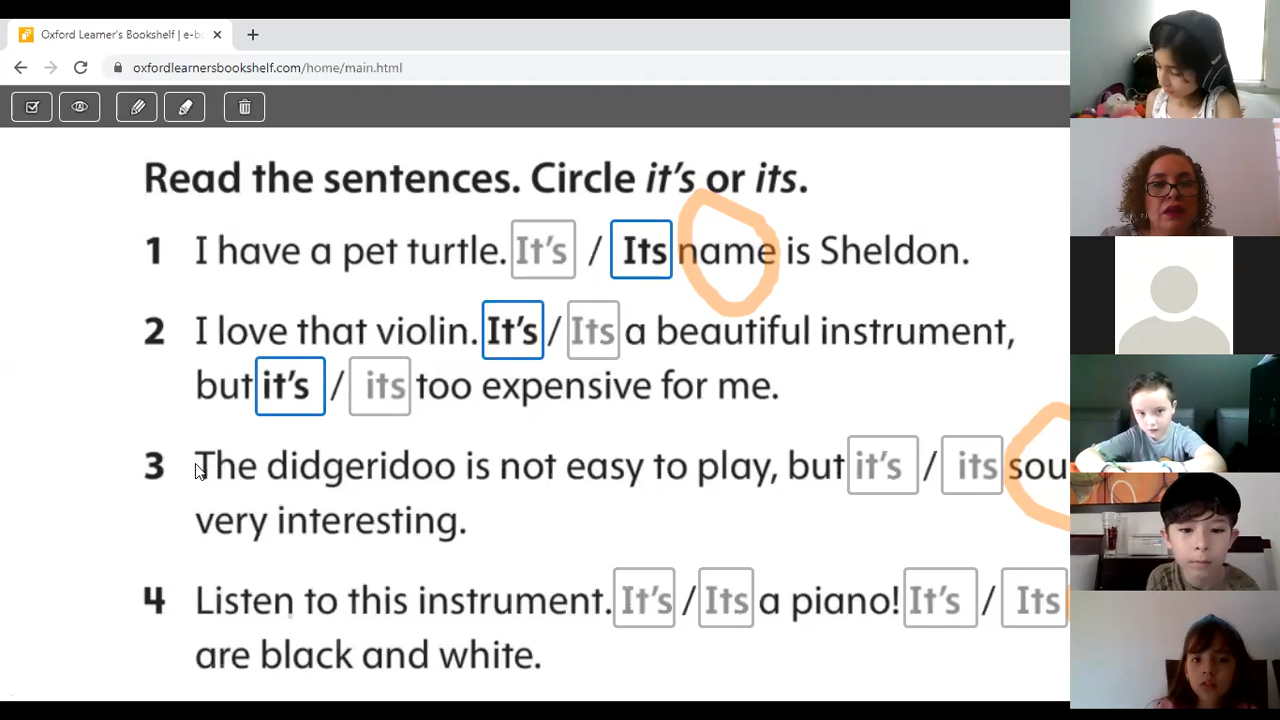 Oxford Learner's Bookshelf | e-bo
oxfordlearnersbookshelf.com/home/main.html
Read the sentences. Circle it's or its.
1 I have a pet turtle. It's / Its name is Sheldon.
2 I love that violin. It's / Its a beautiful instrument,
but it's / its too expensive for me.
3 The didgeridoo is not easy to play, but it's / its sou
very interesting.
4 Listen to this instrument. It's / Its a piano! It's / Its
are black and white.